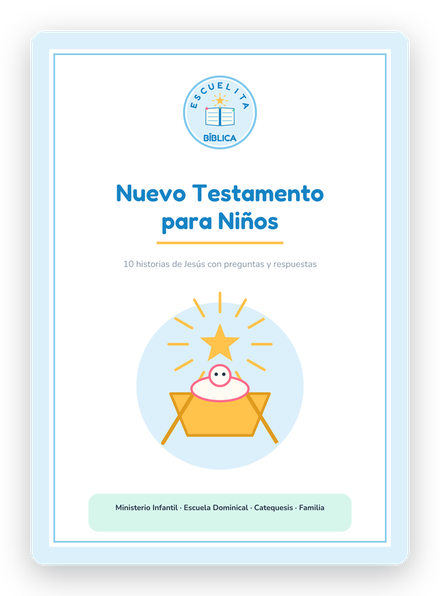 ESCUELITA
BÍBLICA
Nuevo Testamento
para Niños
10 historias de Jesús con preguntas y respuestas
Ministerio Infantil · Escuela Dominical · Catequesis · Familia